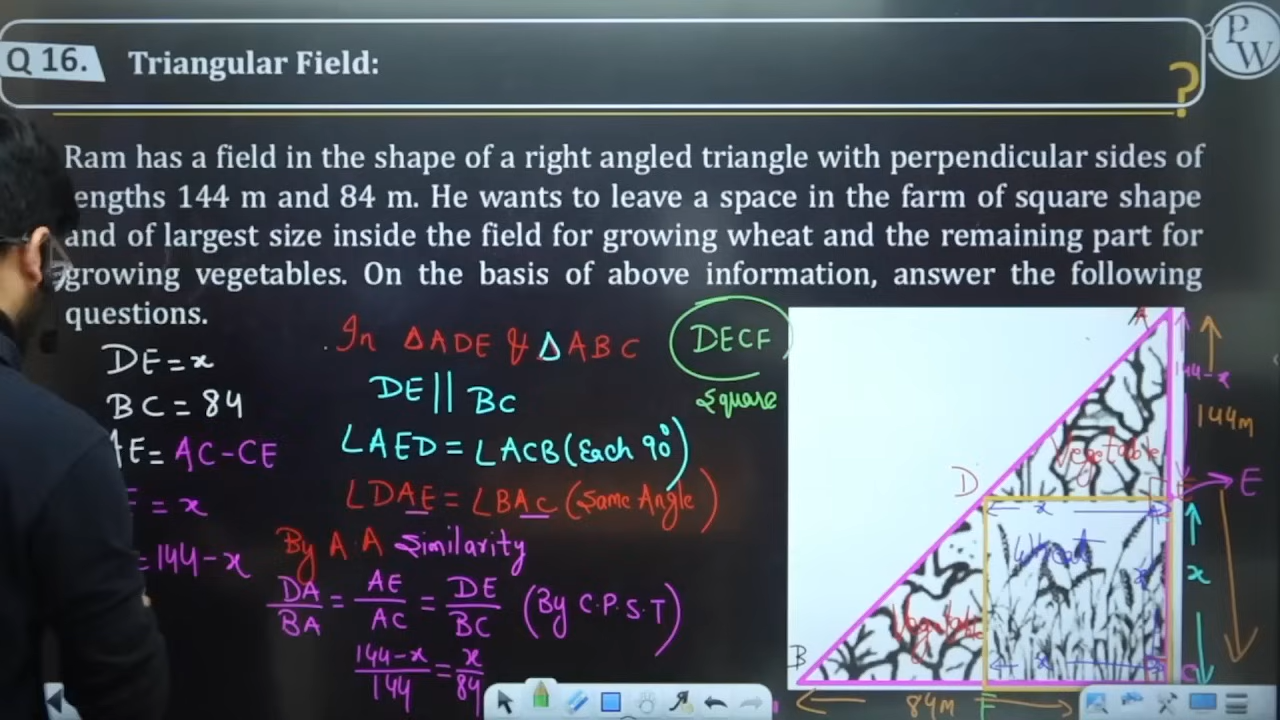 Q 16.
Triangular Field:
?
PW
Ram has a field in the shape of a right angled triangle with perpendicular sides of
engths 144 m and 84 m. He wants to leave a space in the farm of square shape
and of largest size inside the field for growing wheat and the remaining part for
growing vegetables. On the basis of above information, answer the following
questions.
DE = x
BC = 84
E = AC - CE
= x
= 144 - x
In ΔADE & ΔABC
DE || BC
∠AED = ∠ACB (Each 90°)
∠DAE = ∠BAC (Same Angle)
By A A Similarity
DA/BA = AE/AC = DE/BC (By C.P.S.T)
144-x/144 = x/84
DECF
Square
A
144-x
144m
Vegetable
D
E
x
Wheat
x
x
Vegetable
x
B
C
84m
F